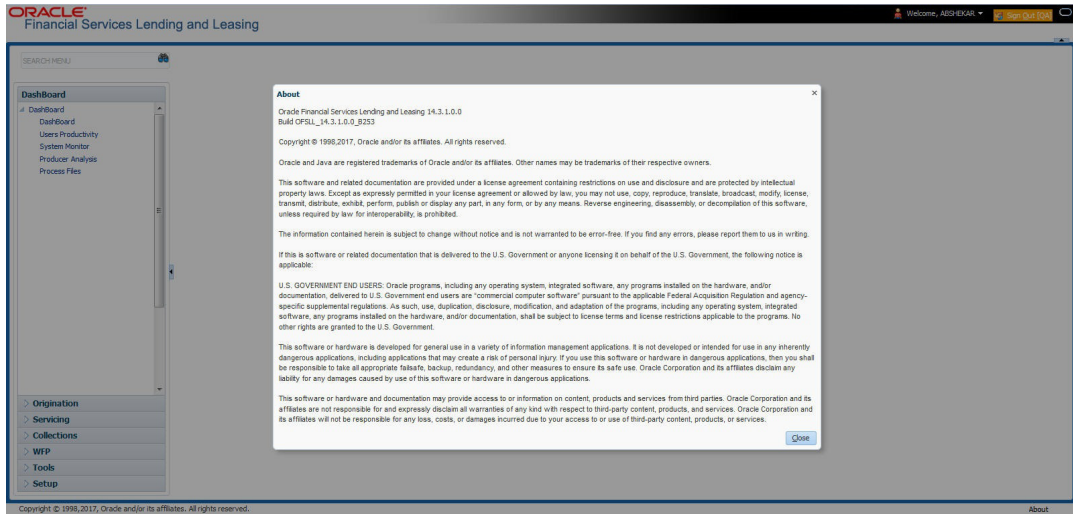 ORACLE
Financial Services Lending and Leasing
Welcome, ABSHEKAR
Sign Out [QA]
SEARCH MENU
DashBoard
DashBoard
DashBoard
Users Productivity
System Monitor
Producer Analysis
Process Files
Origination
Servicing
Collections
WFP
Tools
Setup
About
Oracle Financial Services Lending and Leasing 14.3.1.0.0
Build OFSLL_14.3.1.0.0_B253
Copyright © 1998,2017, Oracle and/or its affiliates. All rights reserved.
Oracle and Java are registered trademarks of Oracle and/or its affiliates. Other names may be trademarks of their respective owners.
This software and related documentation are provided under a license agreement containing restrictions on use and disclosure and are protected by intellectual
property laws. Except as expressly permitted in your license agreement or allowed by law, you may not use, copy, reproduce, translate, broadcast, modify, license,
transmit, distribute, exhibit, perform, publish or display any part, in any form, or by any means. Reverse engineering, disassembly, or decompilation of this software,
unless required by law for interoperability, is prohibited.
The information contained herein is subject to change without notice and is not warranted to be error-free. If you find any errors, please report them to us in writing.
If this is software or related documentation that is delivered to the U.S. Government or anyone licensing it on behalf of the U.S. Government, the following notice is
applicable:
U.S. GOVERNMENT END USERS: Oracle programs, including any operating system, integrated software, any programs installed on the hardware, and/or
documentation, delivered to U.S. Government end users are "commercial computer software" pursuant to the applicable Federal Acquisition Regulation and agency-
specific supplemental regulations. As such, use, duplication, disclosure, modification, and adaptation of the programs, including any operating system, integrated
software, any programs installed on the hardware, and/or documentation, shall be subject to license terms and license restrictions applicable to the programs. No
other rights are granted to the U.S. Government.
This software or hardware is developed for general use in a variety of information management applications. It is not developed or intended for use in any inherently
dangerous applications, including applications that may create a risk of personal injury. If you use this software or hardware in dangerous applications, then you shall
be responsible to take all appropriate failsafe, backup, redundancy, and other measures to ensure its safe use. Oracle Corporation and its affiliates disclaim any
liability for any damages caused by use of this software or hardware in dangerous applications.
This software or hardware and documentation may provide access to or information on content, products and services from third parties. Oracle Corporation and its
affiliates are not responsible for and expressly disclaim all warranties of any kind with respect to third-party content, products, and services. Oracle Corporation and
its affiliates will not be responsible for any loss, costs, or damages incurred due to your access to or use of third-party content, products, or services.
Close
Copyright © 1998,2017, Oracle and/or its affiliates. All rights reserved.
About